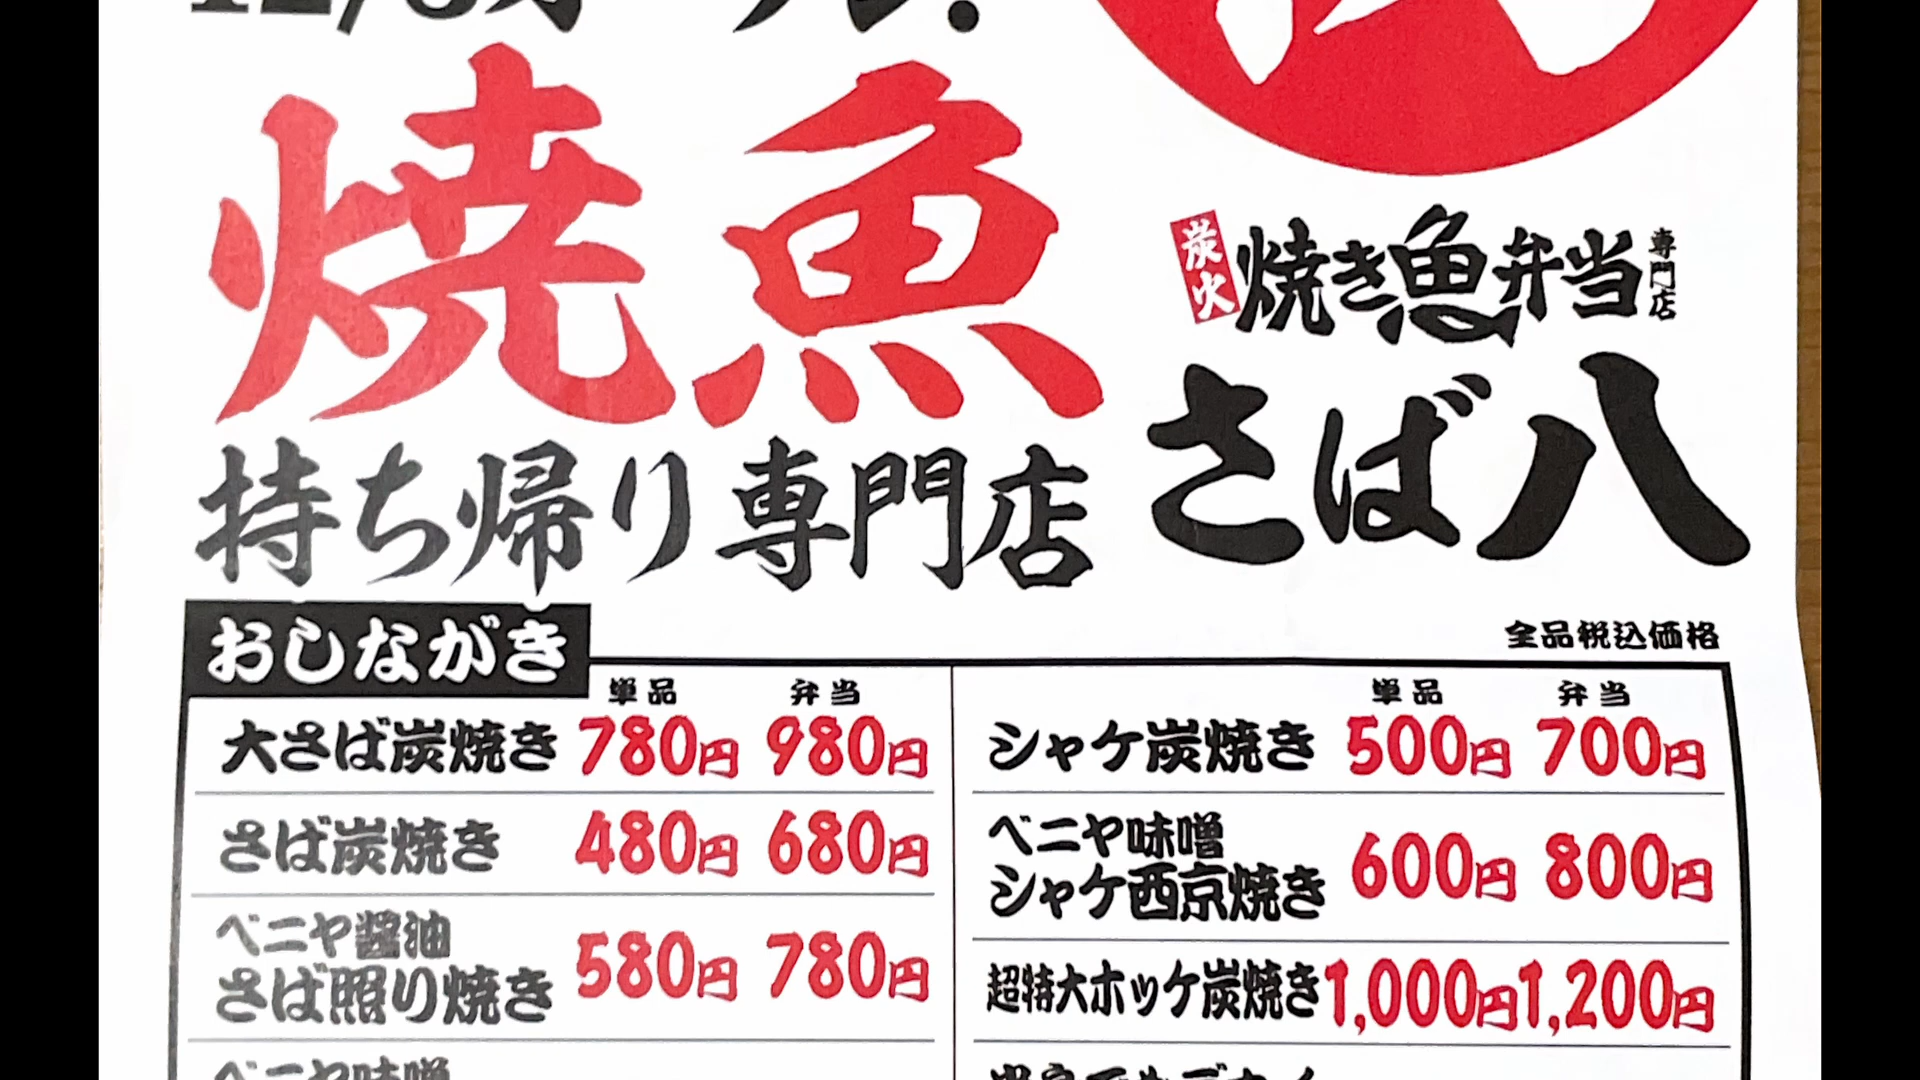 焼魚
持ち帰り専門店
炭火
焼き魚弁当
専門店
さば八
おしながき
全品税込価格
単品 弁当
大さば炭焼き 780円 980円
さば炭焼き 480円 680円
ベニヤ醤油
さば照り焼き 580円 780円
ベニヤ味噌
単品 弁当
シャケ炭焼き 500円 700円
ベニヤ味噌
シャケ西京焼き 600円 800円
超特大ホッケ炭焼き 1,000円 1,200円